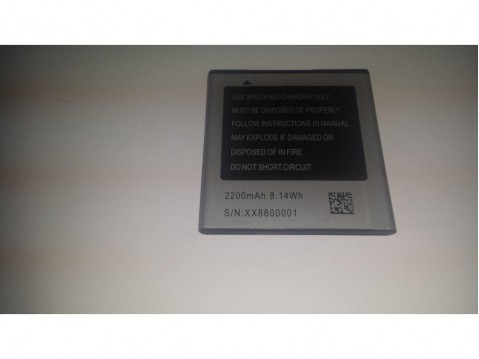 USE SPECIFIED CHARGER ONLY.
MUST BE DISPOSED OF PROPERLY.
FOLLOW INSTRUCTIONS IN MANUAL.
MAY EXPLODE IF DAMAGED OR
DISPOSED OF IN FIRE.
DO NOT SHORT CIRCUIT.
2200mAh 8.14Wh
S/N:XX8800001